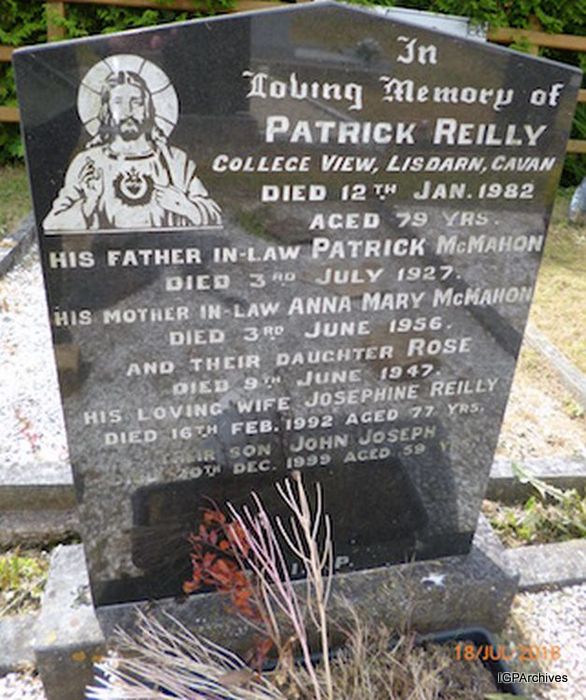 In
Loving Memory of
PATRICK REILLY
COLLEGE VIEW, LISDARN, CAVAN
DIED 12TH JAN. 1982
AGED 79 YRS.
HIS FATHER IN-LAW PATRICK McMAHON
DIED 3RD JULY 1927.
HIS MOTHER IN-LAW ANNA MARY McMAHON
DIED 3RD JUNE 1956.
AND THEIR DAUGHTER ROSE
DIED 9TH JUNE 1947.
HIS LOVING WIFE JOSEPHINE REILLY
DIED 16TH FEB. 1992 AGED 77 YRS.
THEIR SON JOHN JOSEPH
20TH DEC. 1999 AGED 59
18/JUL/2018
IGPArchives